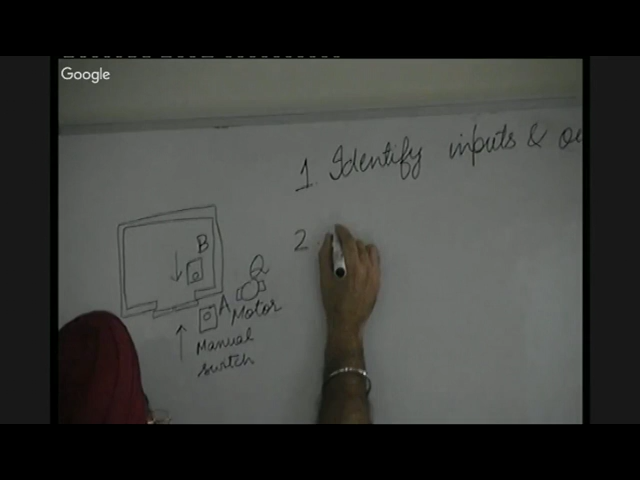 Google
1. Identify inputs &
2
B
Q
A
Motor
Manual
switch